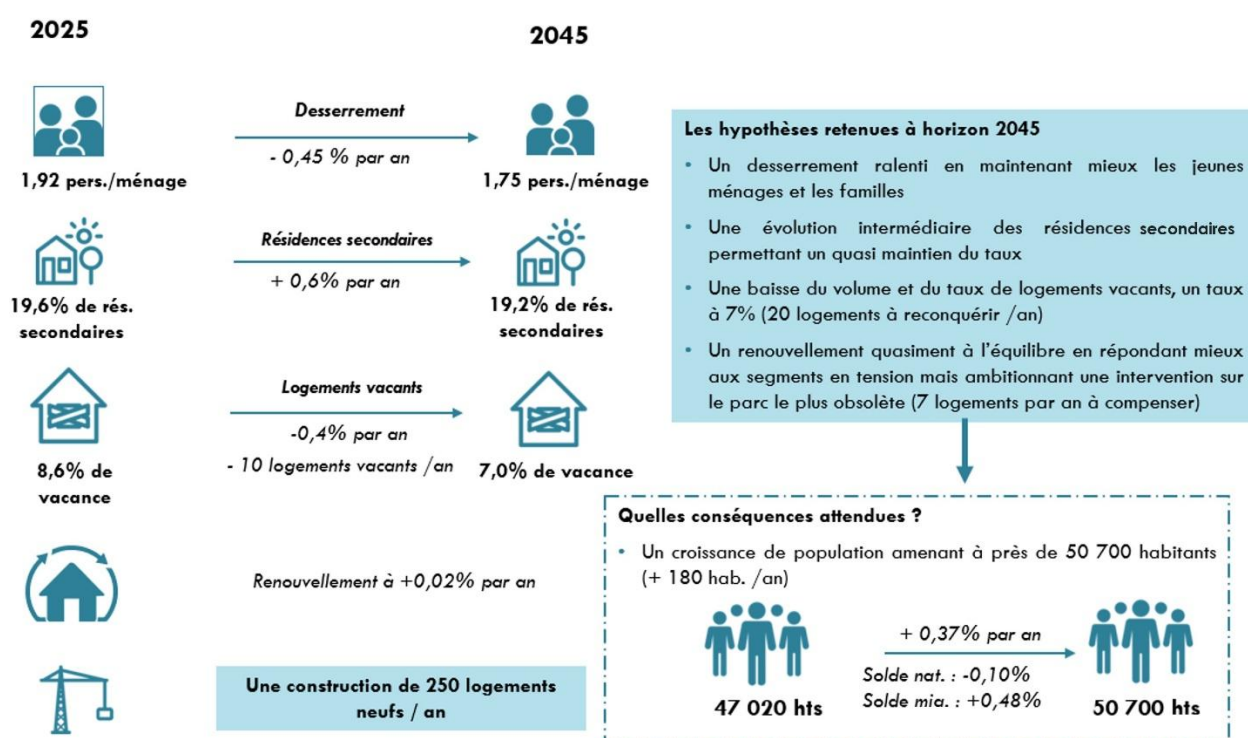 2025
2045
Desserrement
- 0,45 % par an
1,92 pers./ménage
1,75 pers./ménage
Résidences secondaires
+ 0,6% par an
19,6% de rés.
secondaires
19,2% de rés.
secondaires
Logements vacants
-0,4% par an
- 10 logements vacants /an
8,6% de
vacance
7,0% de vacance
Renouvellement à +0,02% par an
Une construction de 250 logements
neufs / an
Les hypothèses retenues à horizon 2045
• Un desserrement ralenti en maintenant mieux les jeunes
ménages et les familles
• Une évolution intermédiaire des résidences secondaires
permettant un quasi maintien du taux
• Une baisse du volume et du taux de logements vacants, un taux
à 7% (20 logements à reconquérir /an)
• Un renouvellement quasiment à l'équilibre en répondant mieux
aux segments en tension mais ambitionnant une intervention sur
le parc le plus obsolète (7 logements par an à compenser)
Quelles conséquences attendues ?
• Un croissance de population amenant à près de 50 700 habitants
(+ 180 hab. /an)
+ 0,37% par an
Solde nat. : -0,10%
Solde mia. : +0,48%
47 020 hts
50 700 hts